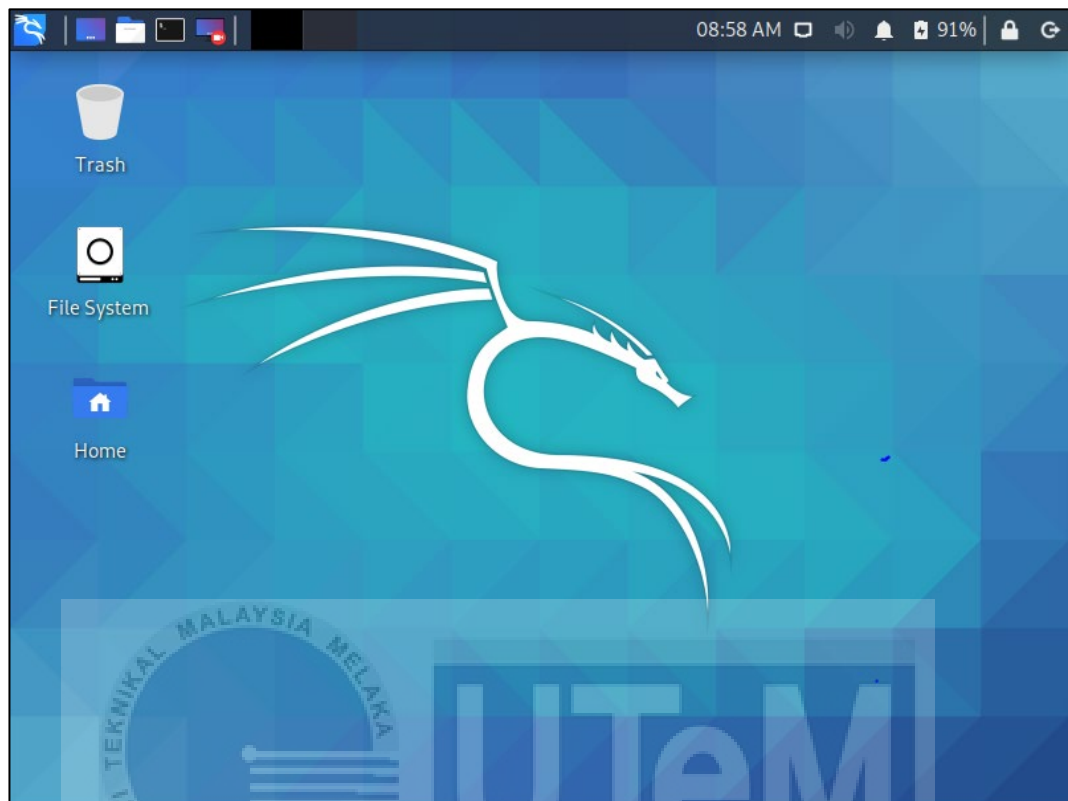 08:58 AM 91%
Trash
File System
Home
TEKNIKAL MALAYSIA MELAKA
UTeM